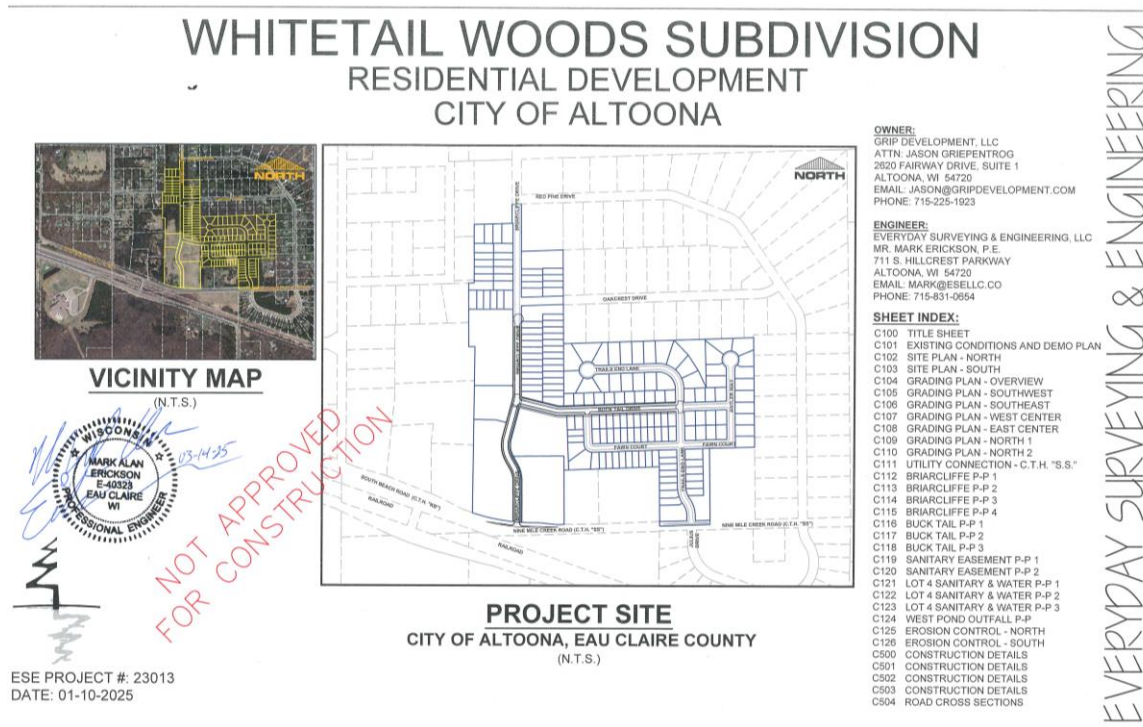 WHITETAIL WOODS SUBDIVISION
RESIDENTIAL DEVELOPMENT
CITY OF ALTOONA
NORTH
VICINITY MAP
(N.T.S.)
WISCONSIN
MARK ALAN
ERICKSON
E-40323
EAU CLAIRE
WI
PROFESSIONAL ENGINEER
03-14-25
NOT APPROVED
FOR CONSTRUCTION
ESE PROJECT #: 23013
DATE: 01-10-2025
NORTH
RED PINE DRIVE
OAKCREST DRIVE
TRAILS END LANE
BUCK TAIL DRIVE
FAWN COURT
FAWN COURT
SOUTH BEACH ROAD (C.T.H. "RB")
RAILROAD
NINE MILE CREEK ROAD (C.T.H. "SS")
NINE MILE CREEK ROAD (C.T.H. "SS")
RAILROAD
JULES
DRIVE
PROJECT SITE
CITY OF ALTOONA, EAU CLAIRE COUNTY
(N.T.S.)
OWNER:
GRIP DEVELOPMENT, LLC
ATTN: JASON GRIEPENTROG
2620 FAIRWAY DRIVE, SUITE 1
ALTOONA, WI 54720
EMAIL: JASON@GRIPDEVELOPMENT.COM
PHONE: 715-225-1923
ENGINEER:
EVERYDAY SURVEYING & ENGINEERING, LLC
MR. MARK ERICKSON, P.E.
711 S. HILLCREST PARKWAY
ALTOONA, WI 54720
EMAIL: MARK@ESELLC.CO
PHONE: 715-831-0654
SHEET INDEX:
C100 TITLE SHEET
C101 EXISTING CONDITIONS AND DEMO PLAN
C102 SITE PLAN - NORTH
C103 SITE PLAN - SOUTH
C104 GRADING PLAN - OVERVIEW
C105 GRADING PLAN - SOUTHWEST
C106 GRADING PLAN - SOUTHEAST
C107 GRADING PLAN - WEST CENTER
C108 GRADING PLAN - EAST CENTER
C109 GRADING PLAN - NORTH 1
C110 GRADING PLAN - NORTH 2
C111 UTILITY CONNECTION - C.T.H. "S.S."
C112 BRIARCLIFFE P-P 1
C113 BRIARCLIFFE P-P 2
C114 BRIARCLIFFE P-P 3
C115 BRIARCLIFFE P-P 4
C116 BUCK TAIL P-P 1
C117 BUCK TAIL P-P 2
C118 BUCK TAIL P-P 3
C119 SANITARY EASEMENT P-P 1
C120 SANITARY EASEMENT P-P 2
C121 LOT 4 SANITARY & WATER P-P 1
C122 LOT 4 SANITARY & WATER P-P 2
C123 LOT 4 SANITARY & WATER P-P 3
C124 WEST POND OUTFALL P-P
C125 EROSION CONTROL - NORTH
C126 EROSION CONTROL - SOUTH
C500 CONSTRUCTION DETAILS
C501 CONSTRUCTION DETAILS
C502 CONSTRUCTION DETAILS
C503 CONSTRUCTION DETAILS
C504 ROAD CROSS SECTIONS
EVERYDAY SURVEYING & ENGINEERING